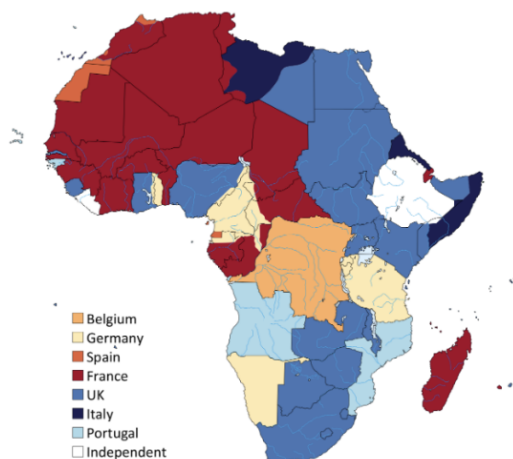 Belgium
Germany
Spain
France
UK
Italy
Portugal
Independent